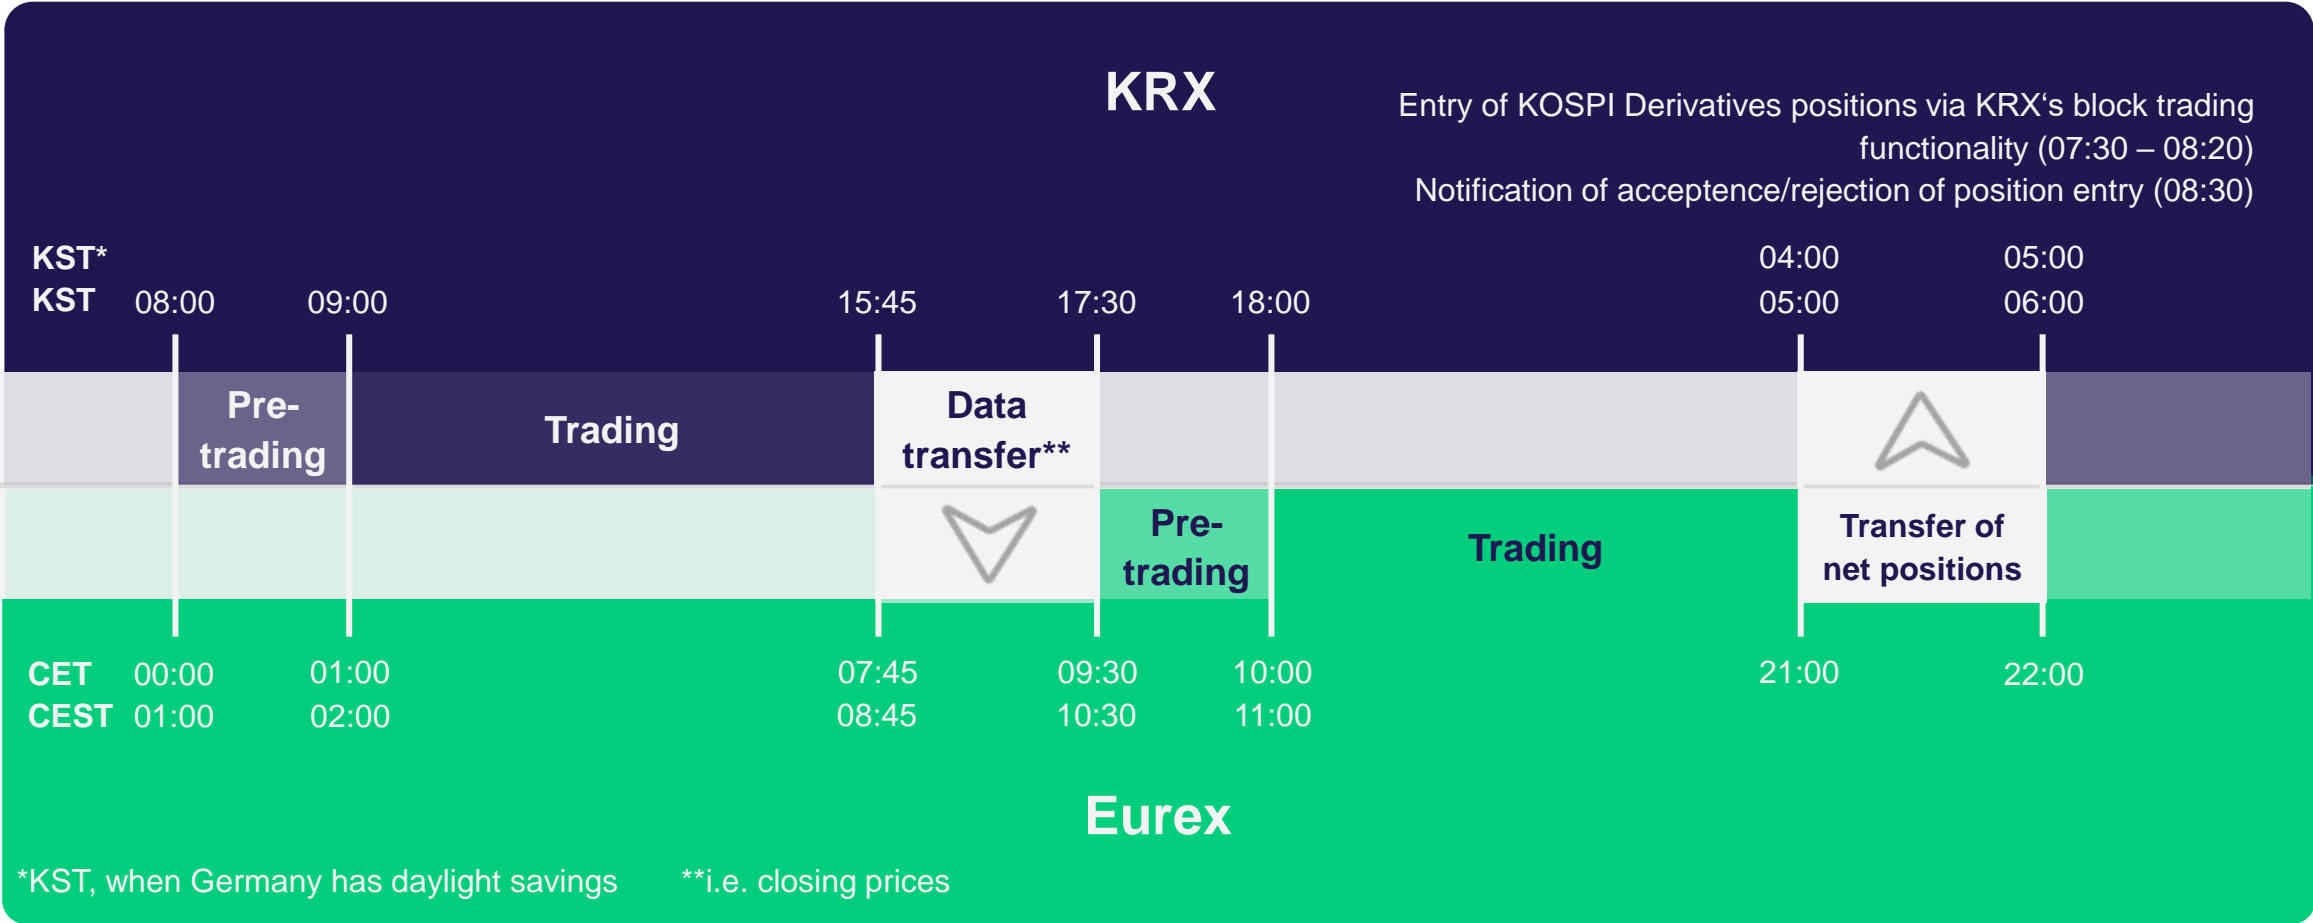 KRX
Entry of KOSPI Derivatives positions via KRX‘s block trading
functionality (07:30 – 08:20)
Notification of acceptence/rejection of position entry (08:30)
KST* 04:00 05:00
KST 08:00 09:00 15:45 17:30 18:00 05:00 06:00
Pre-
trading
Trading
Data
transfer**
Pre-
trading
Trading
Transfer of
net positions
CET 00:00 01:00 07:45 09:30 10:00 21:00 22:00
CEST 01:00 02:00 08:45 10:30 11:00
Eurex
*KST, when Germany has daylight savings **i.e. closing prices